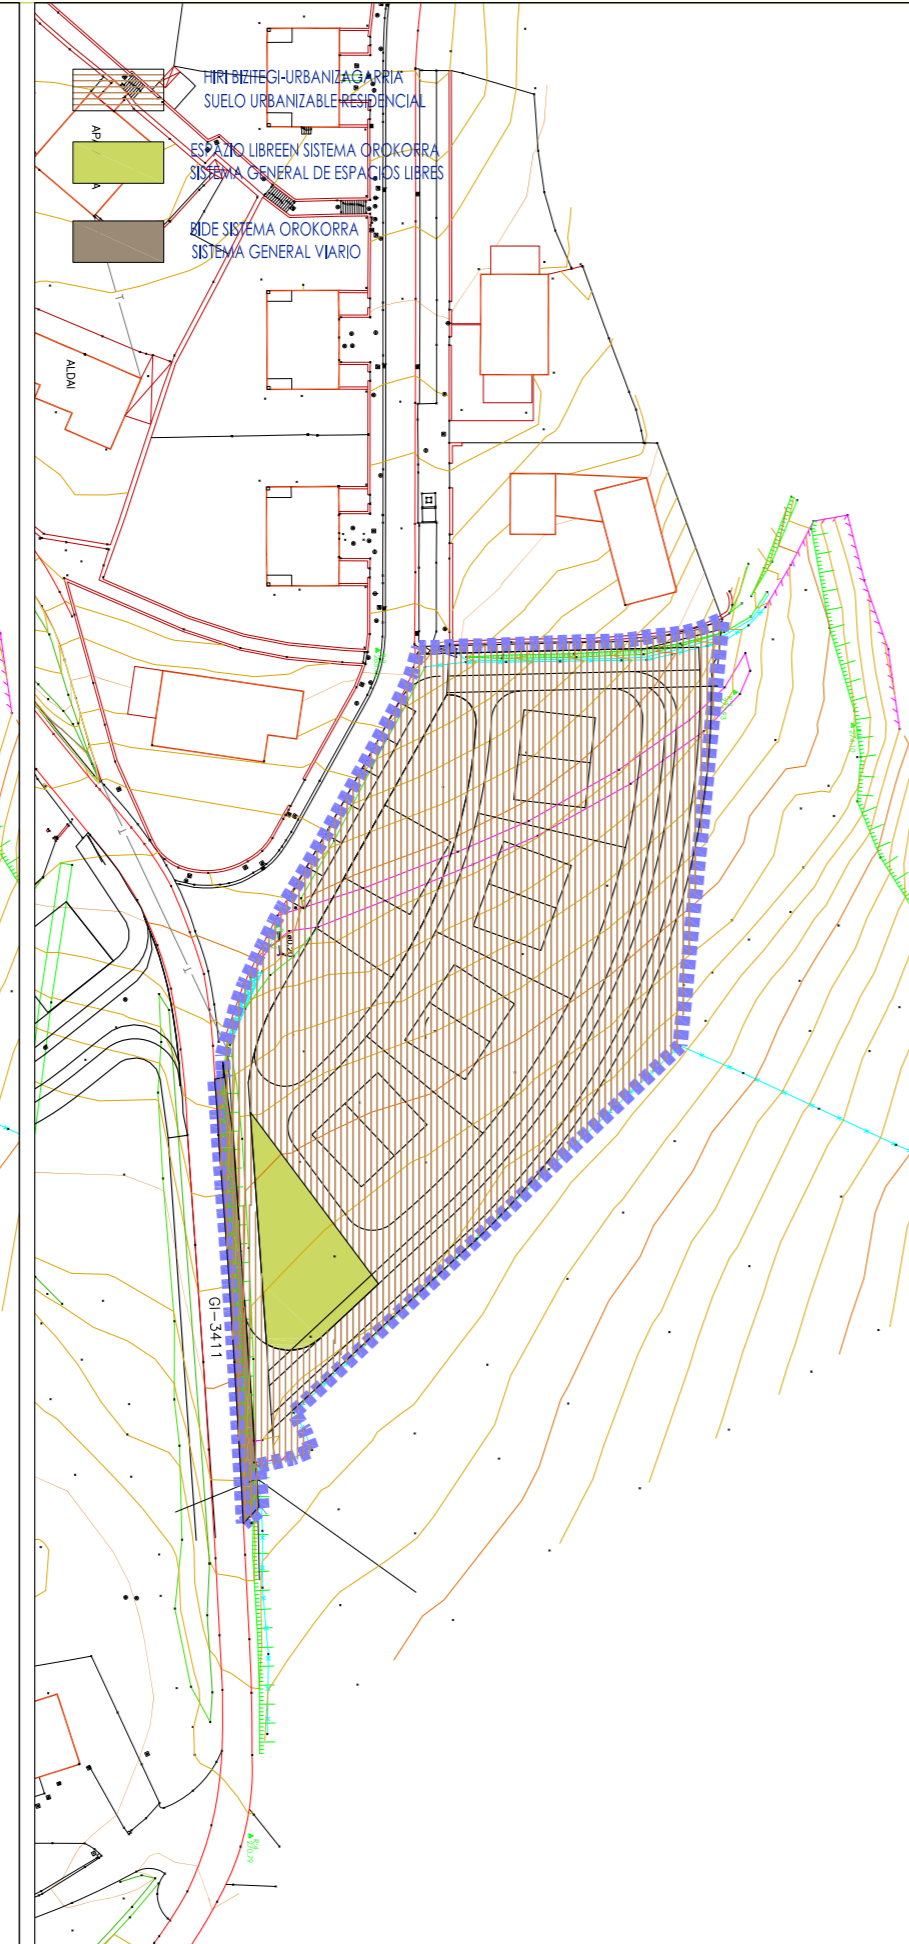 HIRI BIZITEGI-URBANIZAGARRIA
SUELO URBANIZABLE RESIDENCIAL
ESPAZIO LIBREEN SISTEMA OROKORRA
SISTEMA GENERAL DE ESPACIOS LIBRES
BIDE SISTEMA OROKORRA
SISTEMA GENERAL VIARIO
ALDAI
GI-3411